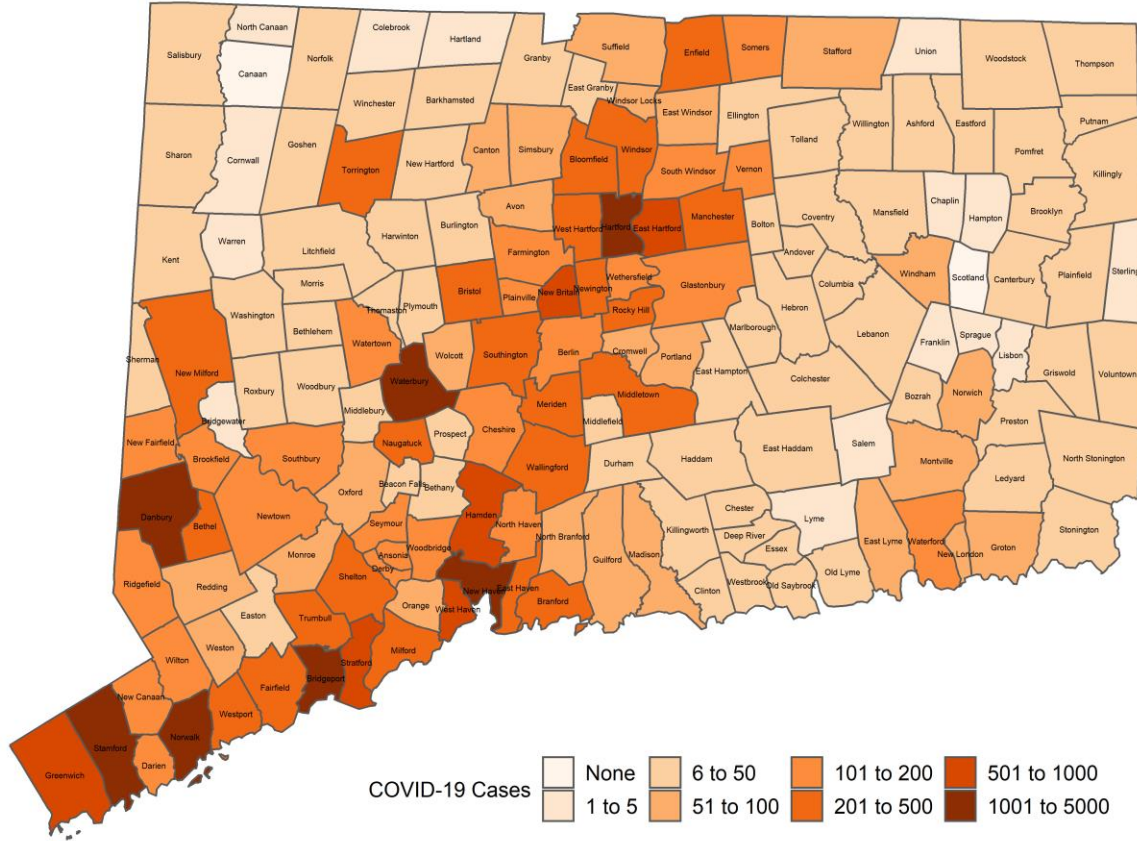 North Canaan
Colebrook
Hartland
Suffield
Enfield
Somers
Stafford
Union
Woodstock
Thompson
Salisbury
Canaan
Norfolk
Granby
East Granby
Windsor Locks
East Windsor
Ellington
Winchester
Barkhamsted
Tolland
Willington
Ashford
Eastford
Putnam
Pomfret
Sharon
Cornwall
Goshen
Torrington
New Hartford
Canton
Simsbury
Bloomfield
Windsor
South Windsor
Vernon
Killingly
Kent
Warren
Litchfield
Harwinton
Burlington
Avon
West Hartford
Hartford
East Hartford
Manchester
Bolton
Coventry
Mansfield
Chaplin
Hampton
Brooklyn
Farmington
Andover
Morris
Bristol
Plainville
New Britain
Newington
Wethersfield
Glastonbury
Columbia
Windham
Scotland
Canterbury
Plainfield
Sterling
Washington
Bethlehem
Thomaston
Plymouth
Rocky Hill
Hebron
Marlborough
Lebanon
Franklin
Sprague
Lisbon
Sherman
New Milford
Watertown
Wolcott
Southington
Berlin
Cromwell
Portland
East Hampton
Colchester
Griswold
Voluntown
Roxbury
Woodbury
Waterbury
Middlebury
Meriden
Middletown
Bozrah
Norwich
Bridgewater
Naugatuck
Prospect
Cheshire
Middlefield
Preston
New Fairfield
Brookfield
Southbury
Wallingford
Durham
Haddam
East Haddam
Salem
Montville
North Stonington
Ledyard
Danbury
Bethel
Newtown
Oxford
Beacon Falls
Bethany
Hamden
North Haven
Killingworth
Chester
Lyme
Seymour
Ansonia
Derby
Woodbridge
North Branford
Guilford
Madison
Deep River
Essex
East Lyme
Waterford
New London
Groton
Stonington
Ridgefield
Redding
Monroe
Shelton
New Haven
East Haven
Branford
Clinton
Westbrook
Old Saybrook
Old Lyme
Easton
Trumbull
Orange
West Haven
Weston
Wilton
Stratford
Milford
Bridgeport
Fairfield
New Canaan
Westport
Norwalk
Stamford
Darien
Greenwich
COVID-19 Cases
None
6 to 50
101 to 200
501 to 1000
1 to 5
51 to 100
201 to 500
1001 to 5000